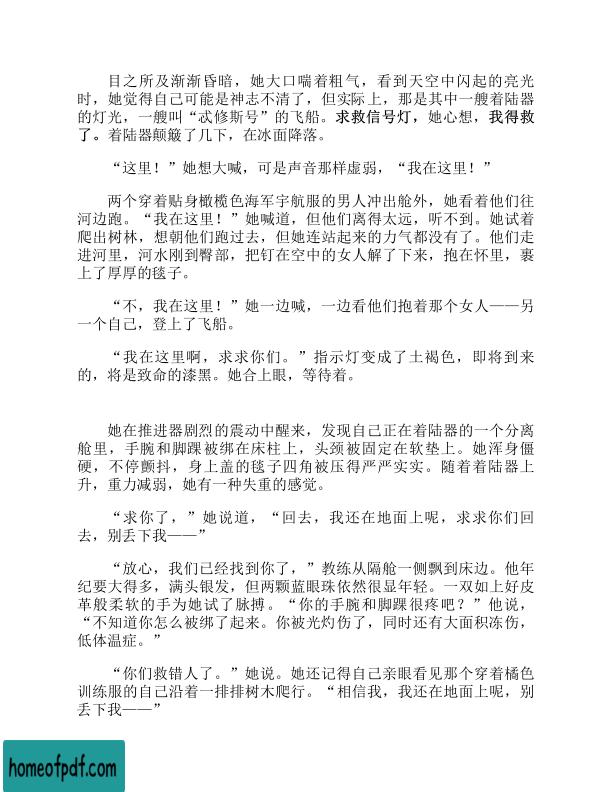 目之所及渐渐昏暗，她大口喘着粗气，看到天空中闪起的亮光
时，她觉得自己可能是神志不清了，但实际上，那是其中一艘着陆器
的灯光，一艘叫“忒修斯号”的飞船。求救信号灯，她心想，我得救
了。着陆器颠簸了几下，在冰面降落。
“这里！”她想大喊，可是声音那样虚弱，“我在这里！”
两个穿着贴身橄榄色海军宇航服的男人冲出舱外，她看着他们往
河边跑。“我在这里！”她喊道，但他们离得太远，听不到。她试着
爬出树林，想朝他们跑过去，但她连站起来的力气都没有了。他们走
进河里，河水刚到臀部，把钉在空中的女人解了下来，抱在怀里，裹
上了厚厚的毯子。
“不，我在这里！”她一边喊，一边看他们抱着那个女人——另
一个自己，登上了飞船。
“我在这里啊，求求你们。”指示灯变成了土褐色，即将到来
的，将是致命的漆黑。她合上眼，等待着。
她在推进器剧烈的震动中醒来，发现自己正在着陆器的一个分离
舱里，手腕和脚踝被绑在床柱上，头颈被固定在软垫上。她浑身僵
硬，不停颤抖，身上盖的毯子四角被压得严严实实。随着着陆器上
升，重力减弱，她有一种失重的感觉。
“求你了，”她说道，“回去，我还在地面上呢，求求你们回
去，别丢下我——”
“放心，我们已经找到你了，”教练从隔舱一侧飘到床边。他年
纪要大得多，满头银发，但两颗蓝眼珠依然很显年轻。一双如上好皮
革般柔软的手为她试了脉搏。“你的手腕和脚踝很疼吧？”他说，
“不知道你怎么被绑了起来。你被光灼伤了，同时还有大面积冻伤，
低体温症。”
“你们救错人了。”她说。她还记得自己亲眼看见那个穿着橘色
训练服的自己沿着一排排树木爬行。“相信我，我还在地面上呢，别
丢下我——”
homeofpdf.com